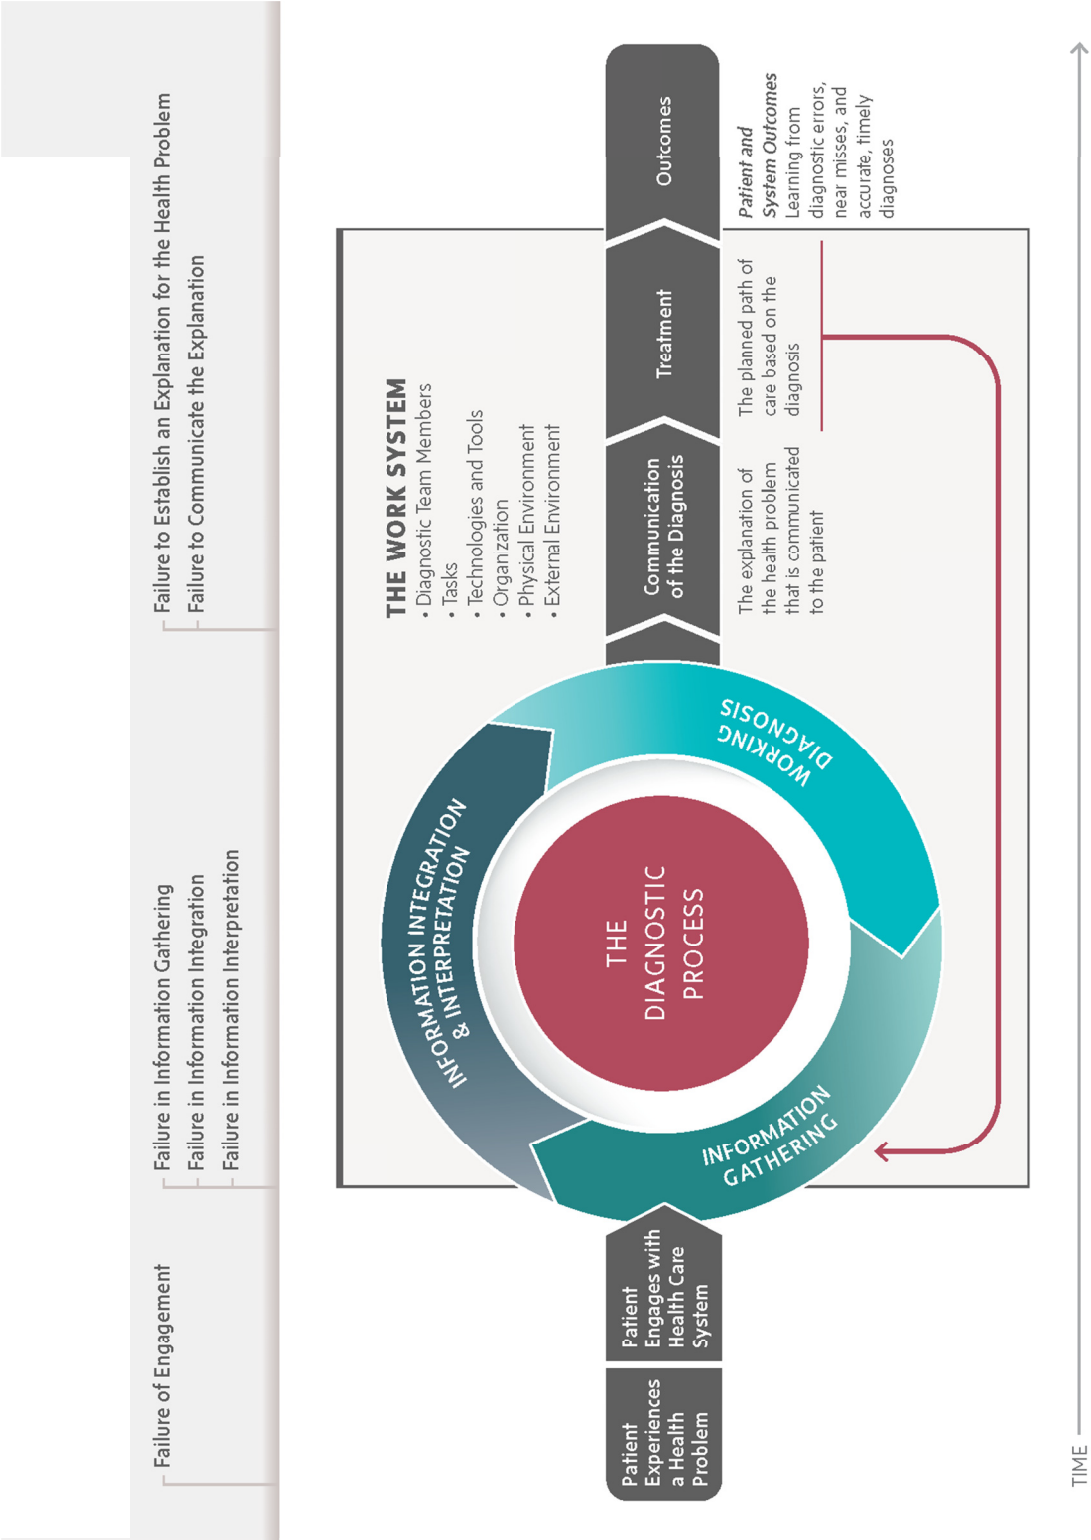 Failure of Engagement
Failure in Information Gathering
Failure in Information Integration
Failure in Information Interpretation
Failure to Establish an Explanation for the Health Problem
Failure to Communicate the Explanation
THE WORK SYSTEM
• Diagnostic Team Members
• Tasks
• Technologies and Tools
• Organzation
• Physical Environment
• External Environment
Patient
Experiences
a Health
Problem
Patient
Engages with
Health Care
System
INFORMATION INTEGRATION
& INTERPRETATION
WORKING
DIAGNOSIS
INFORMATION
GATHERING
THE
DIAGNOSTIC
PROCESS
Communication
of the Diagnosis
Treatment
Outcomes
The explanation of
the health problem
that is communicated
to the patient
The planned path of
care based on the
diagnosis
Patient and
System Outcomes
Learning from
diagnostic errors,
near misses, and
accurate, timely
diagnoses
TIME